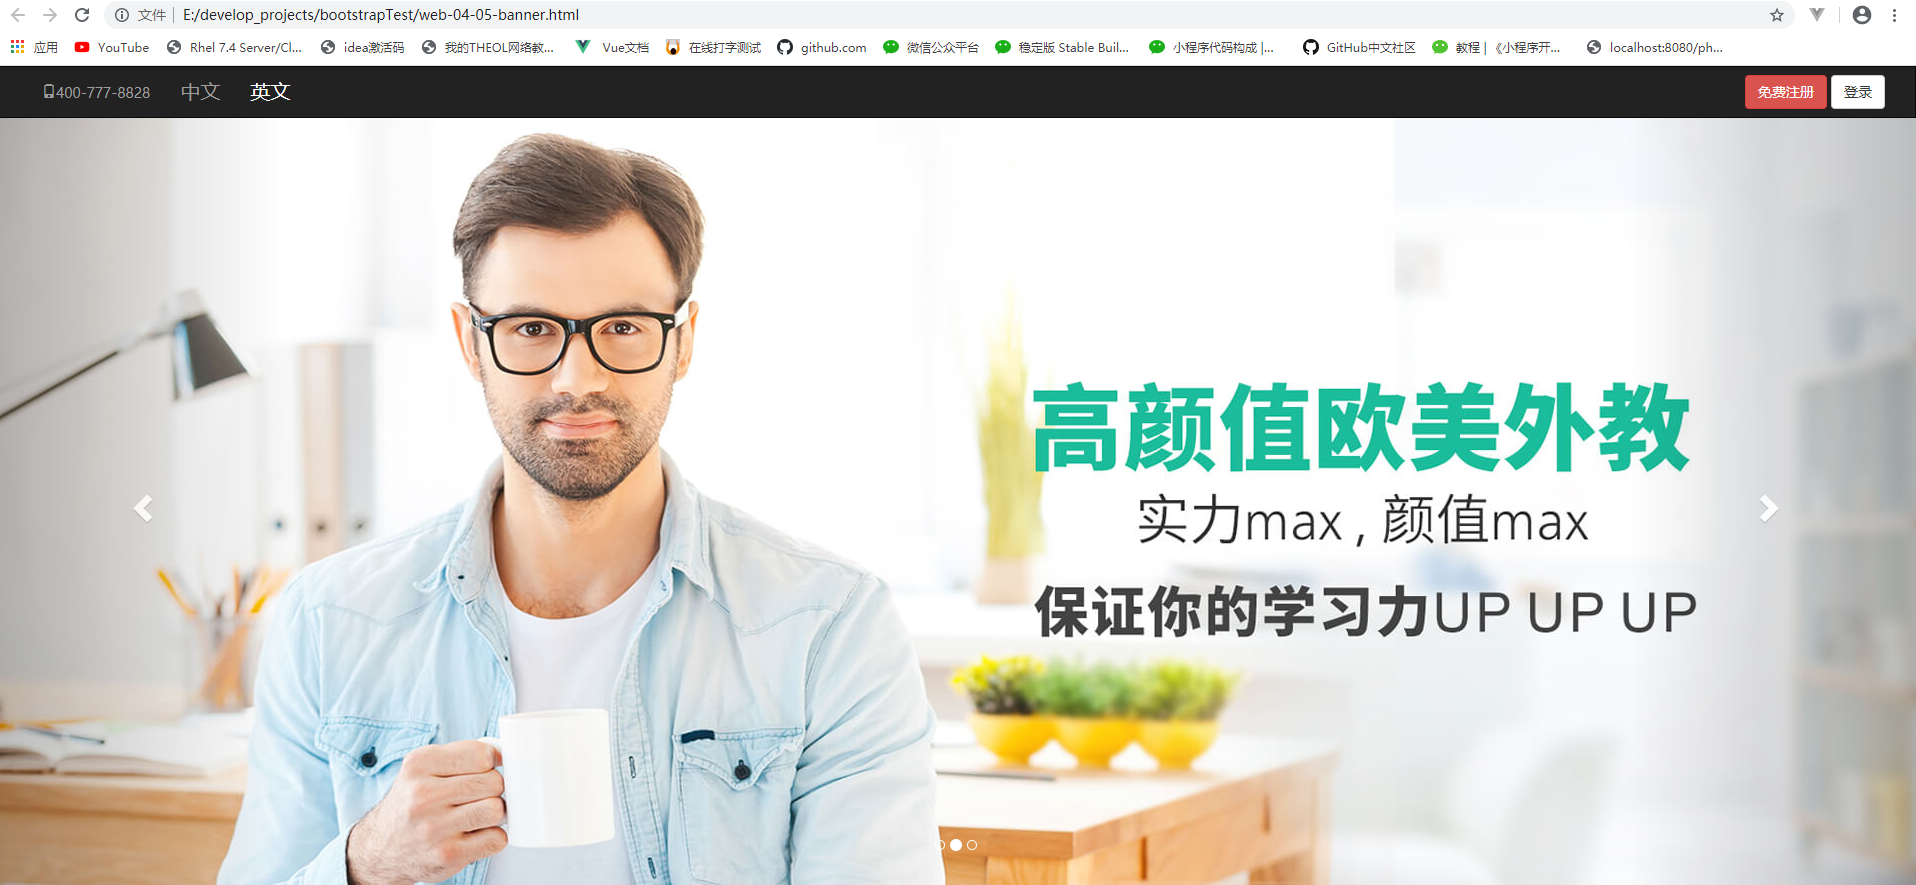 文件 E:/develop_projects/bootstrapTest/web-04-05-banner.html
应用 YouTube Rhel 7.4 Server/Cl... idea激活码 我的THEOL网络教... Vue文档 在线打字测试 github.com 微信公众平台 稳定版 Stable Buil... 小程序代码构成 |... GitHub中文社区 教程 | 《小程序开... localhost:8080/ph...
400-777-8828 中文 英文 免费注册 登录
高颜值欧美外教
实力max , 颜值max
保证你的学习力UP UP UP